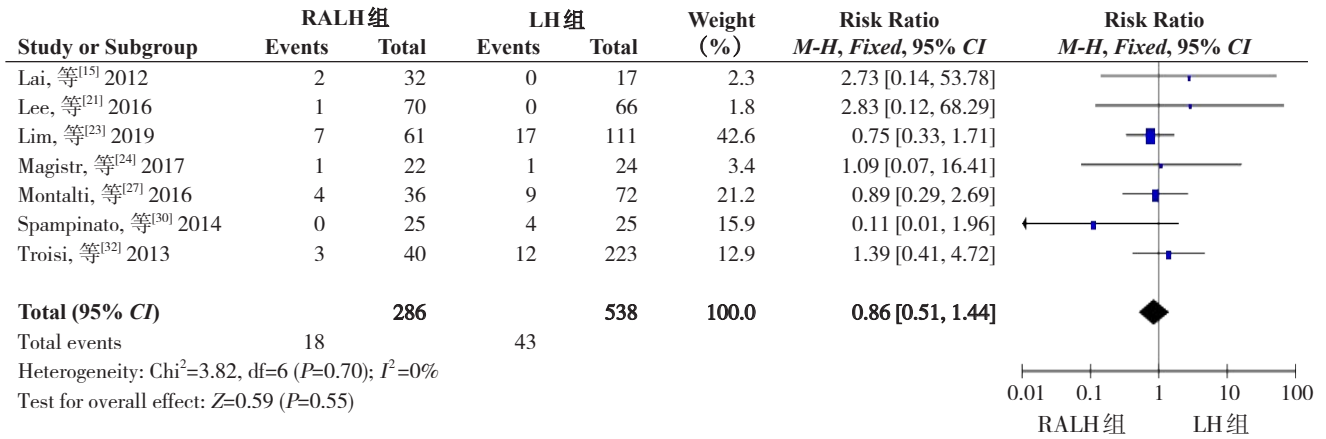 RALH组 LH组 Weight Risk Ratio Risk Ratio
Study or Subgroup Events Total Events Total (%) M-H, Fixed, 95% CI M-H, Fixed, 95% CI
Lai, 等[15] 2012 2 32 0 17 2.3 2.73 [0.14, 53.78]
Lee, 等[21] 2016 1 70 0 66 1.8 2.83 [0.12, 68.29]
Lim, 等[23] 2019 7 61 17 111 42.6 0.75 [0.33, 1.71]
Magistr, 等[24] 2017 1 22 1 24 3.4 1.09 [0.07, 16.41]
Montalti, 等[27] 2016 4 36 9 72 21.2 0.89 [0.29, 2.69]
Spampinato, 等[30] 2014 0 25 4 25 15.9 0.11 [0.01, 1.96]
Troisi, 等[32] 2013 3 40 12 223 12.9 1.39 [0.41, 4.72]
Total (95% CI) 286 538 100.0 0.86 [0.51, 1.44]
Total events 18 43
Heterogeneity: Chi²=3.82, df=6 (P=0.70); I²=0%
Test for overall effect: Z=0.59 (P=0.55)
0.01 0.1 1 10 100
RALH组 LH组